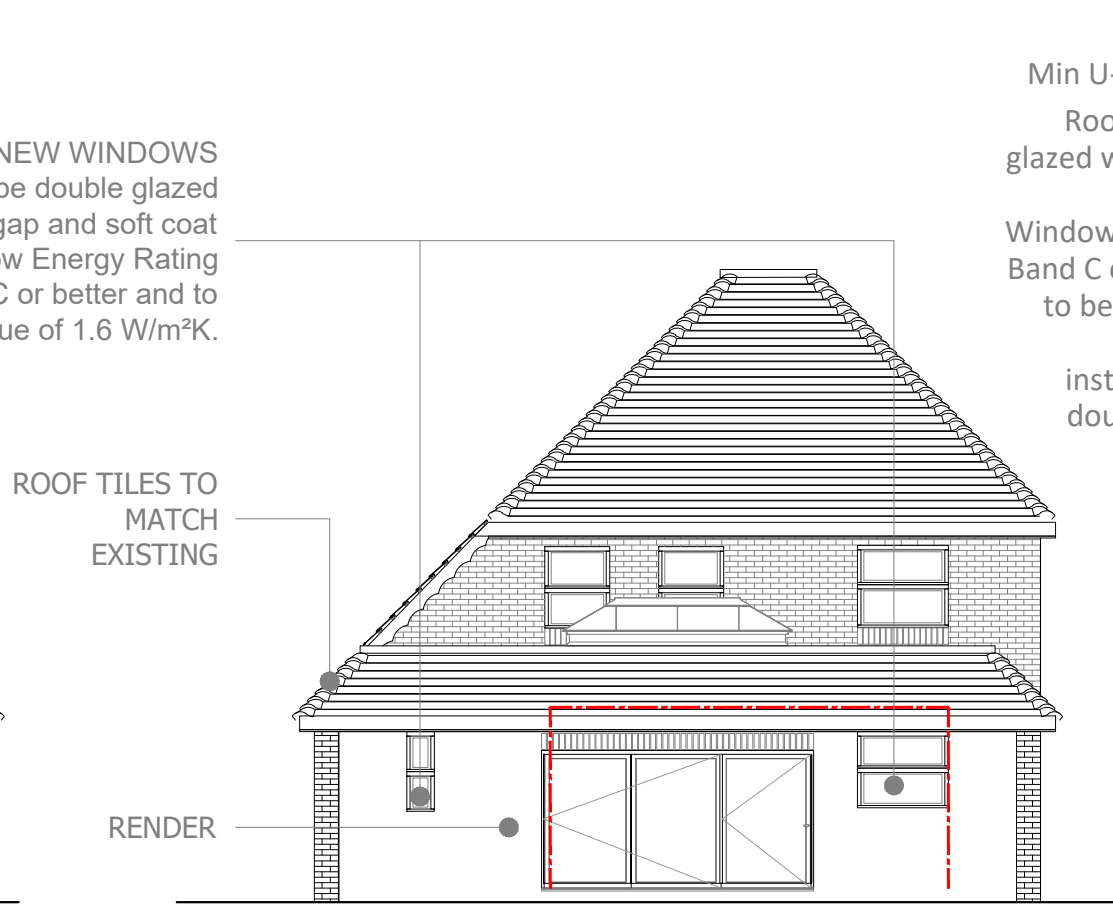 NEW WINDOWS
be double glazed
gap and soft coat
ow Energy Rating
C or better and to
ue of 1.6 W/m²K.
ROOF TILES TO
MATCH
EXISTING
RENDER
Min U-
Roo
glazed w
Window
Band C
to be
inst
dou